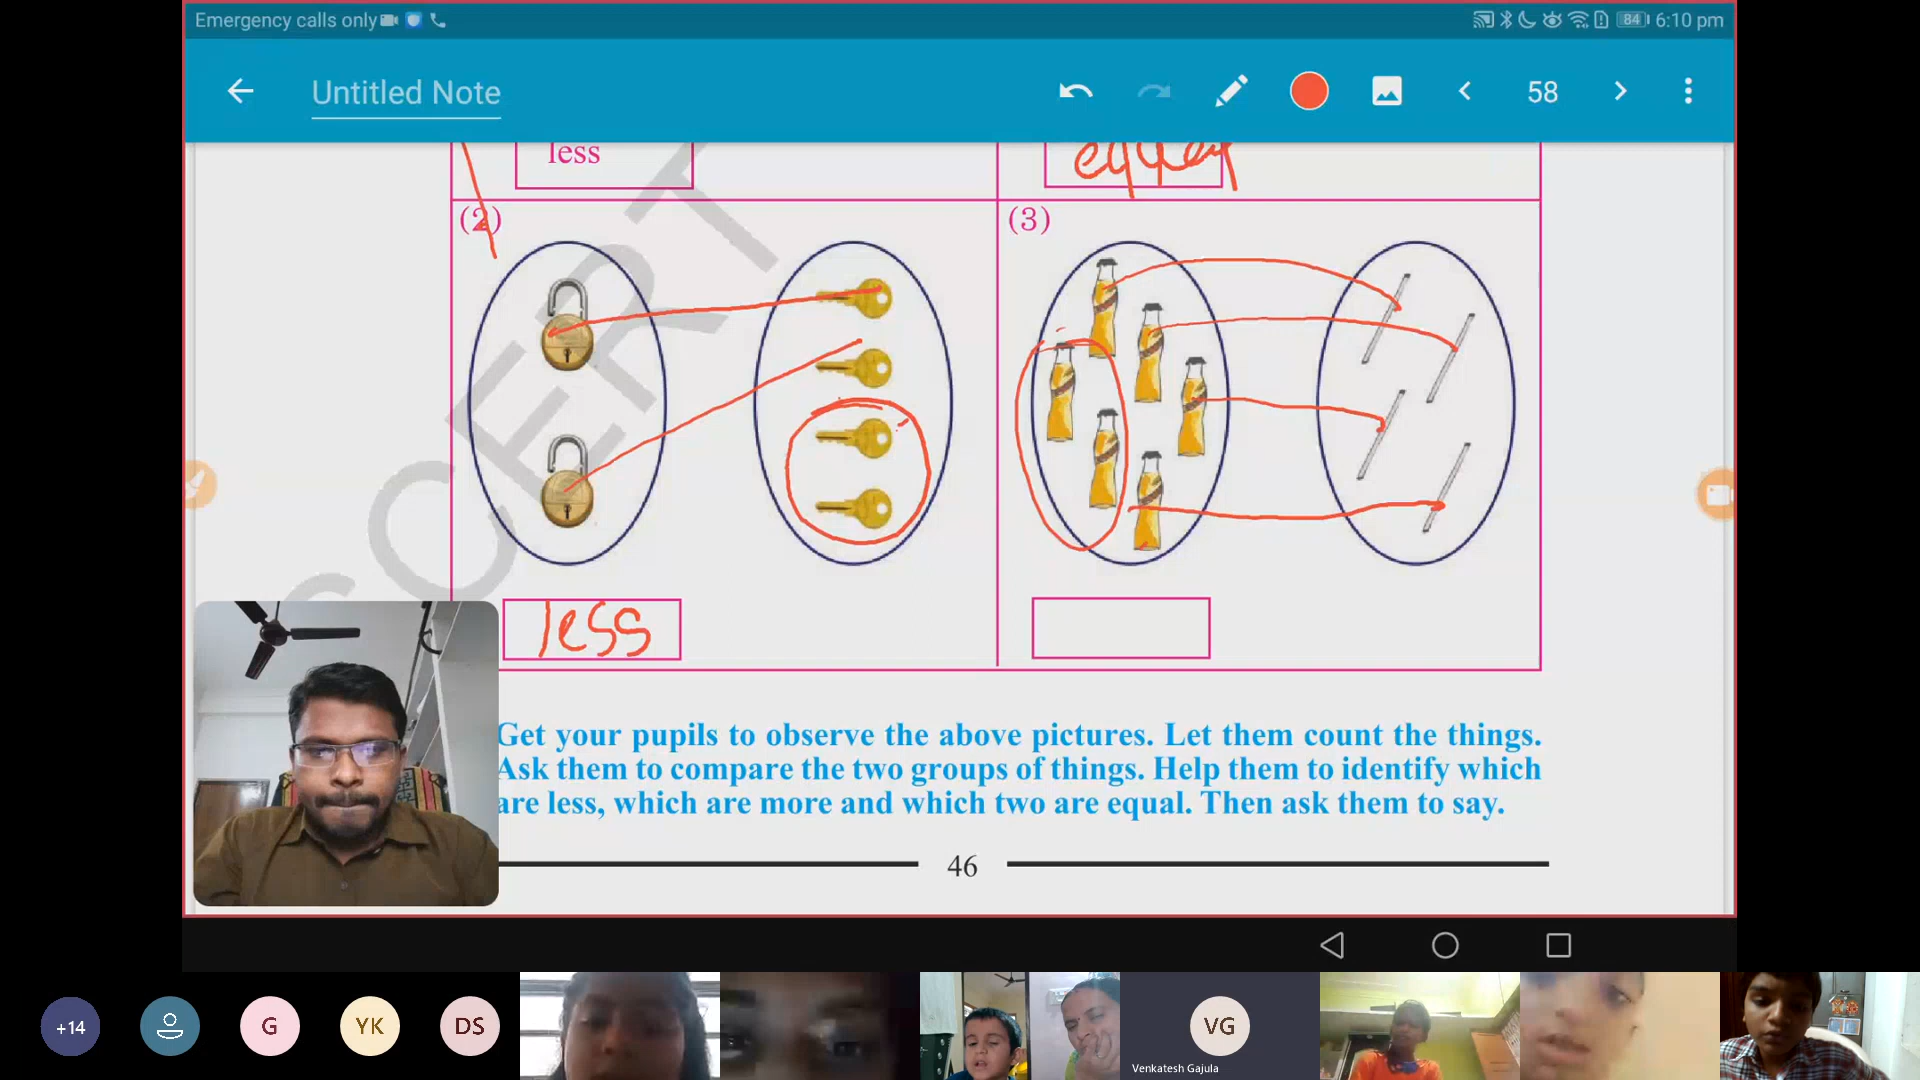 Emergency calls only
84 6:10 pm
Untitled Note
58
less
equal
(2)
(3)
SCERT
less
Get your pupils to observe the above pictures. Let them count the things.
Ask them to compare the two groups of things. Help them to identify which
are less, which are more and which two are equal. Then ask them to say.
46
+14
G
YK
DS
VG
Venkatesh Gajula